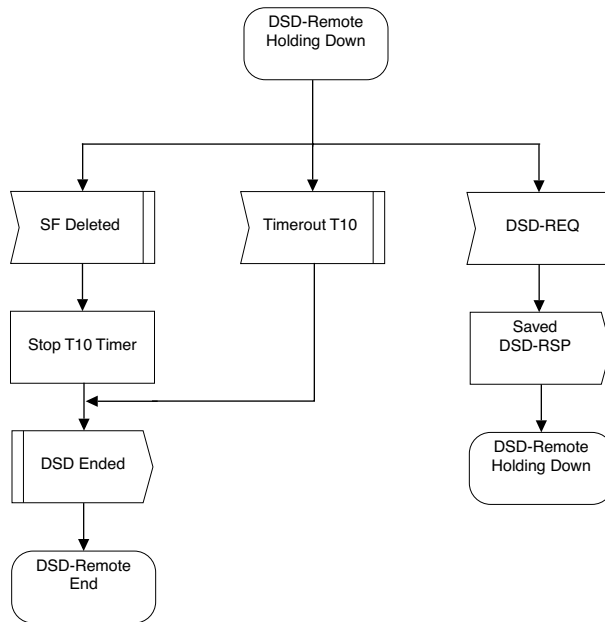 DSD-Remote
Holding Down
SF Deleted
Timerout T10
DSD-REQ
Stop T10 Timer
Saved
DSD-RSP
DSD Ended
DSD-Remote
Holding Down
DSD-Remote
End